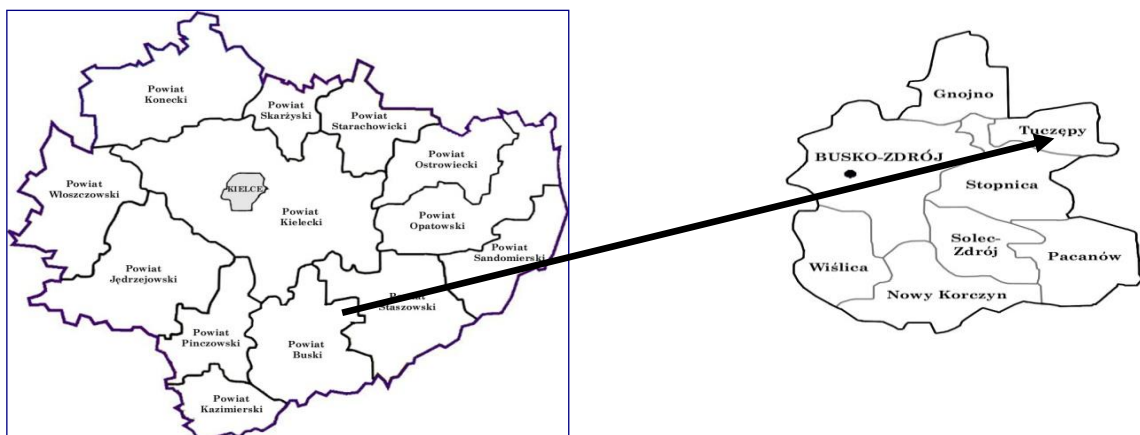 Powiat
Konecki
Powiat
Skarżyski
Powiat
Starachowicki
Powiat
Ostrowiecki
Powiat
Włoszczowski
KIELCE
Powiat
Kielecki
Powiat
Opatowski
Powiat
Sandomierski
Powiat
Jędrzejowski
Powiat
Staszowski
Powiat
Pinczowski
Powiat
Buski
Powiat
Kazimierski
Gnojno
Tuczępy
BUSKO-ZDRÓJ
Stopnica
Solec-
Zdrój
Pacanów
Wiślica
Nowy Korczyn